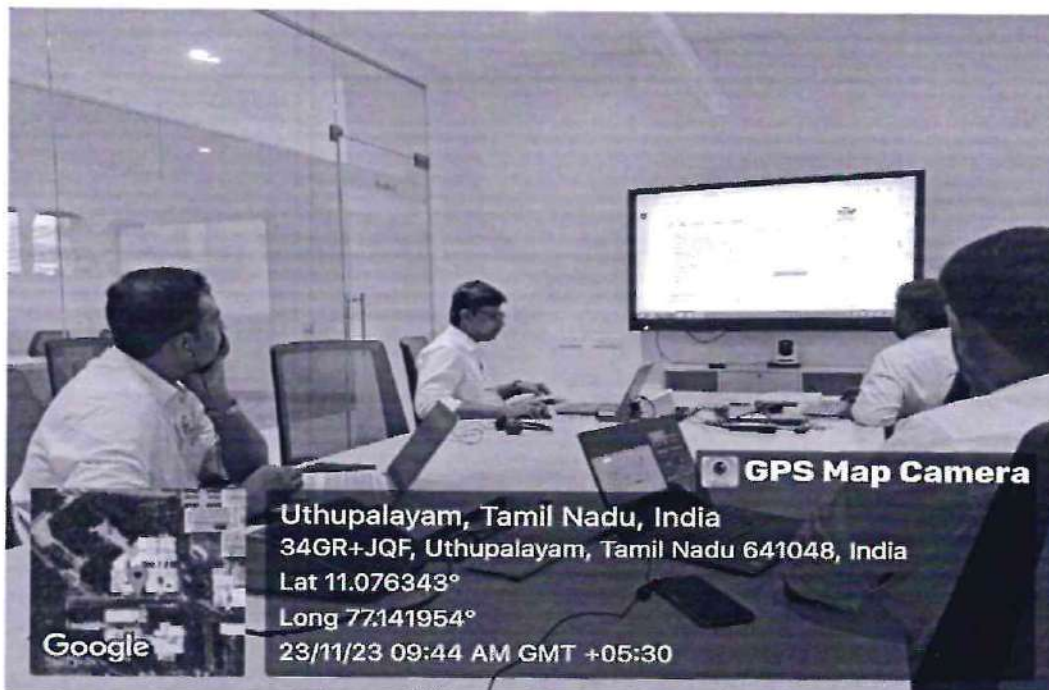 GPS Map Camera
Uthupalayam, Tamil Nadu, India
34GR+JQF, Uthupalayam, Tamil Nadu 641048, India
Lat 11.076343°
Long 77.141954°
23/11/23 09:44 AM GMT +05:30
Google